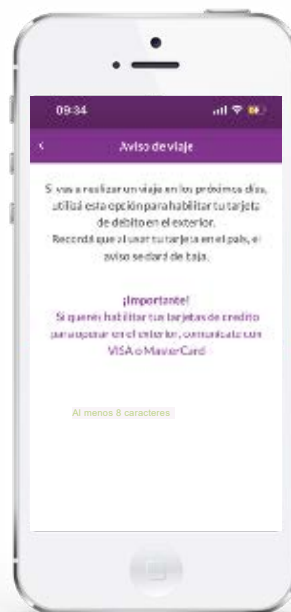 09:34
Aviso de viaje
Si vas a realizar un viaje en los próximos días,
utilizá esta opción para habilitar tu tarjeta
de débito en el exterior.
Recordá que al usar tu tarjeta en el país, el
aviso se dará de baja.
¡Importante!
Si querés habilitar tus tarjetas de credito
para operar en el exterior, comunicate con
VISA o MasterCard
Al menos 8 caracteres